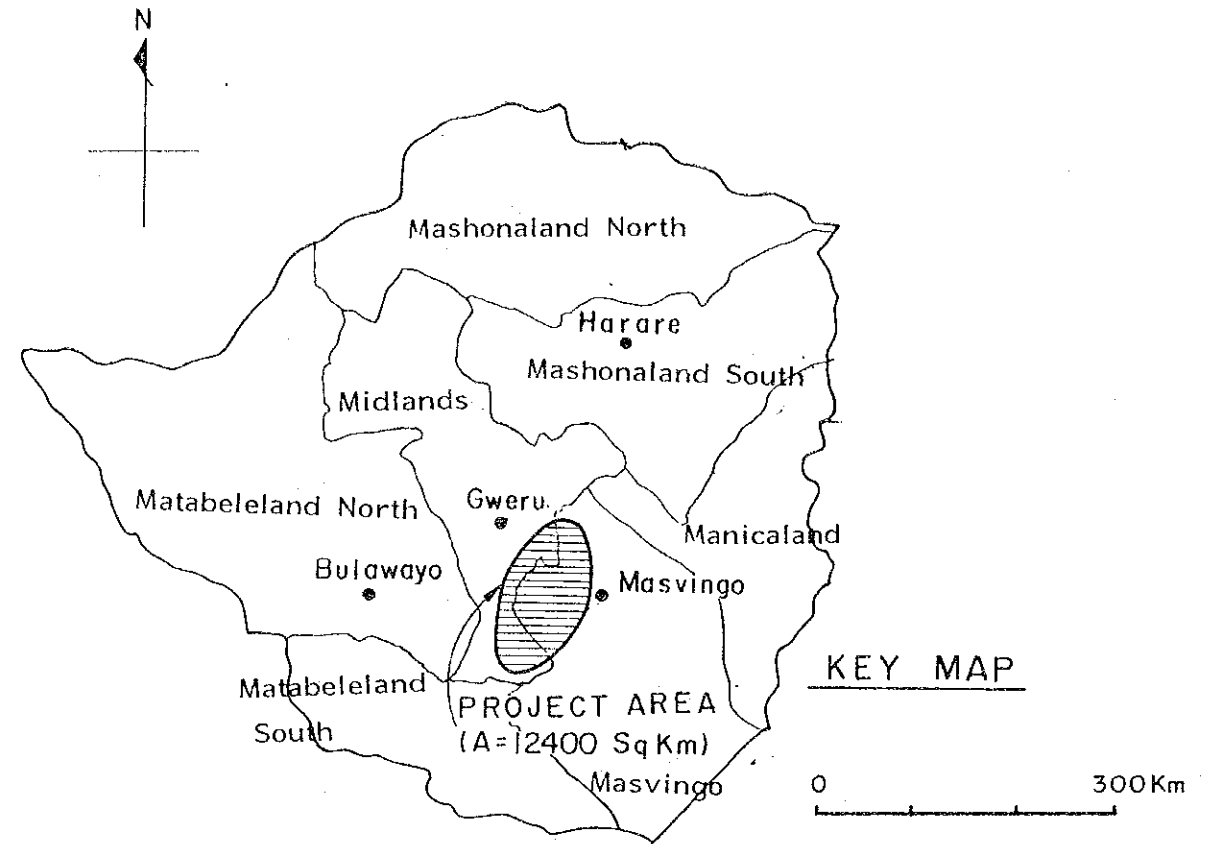 N
Mashonaland North
Harare
Mashonaland South
Midlands
Matabeleland North
Gweru
Manicaland
Bulawayo
Masvingo
KEY MAP
Matabeleland
South
PROJECT AREA
(A=12400 Sq Km)
Masvingo
0 300Km